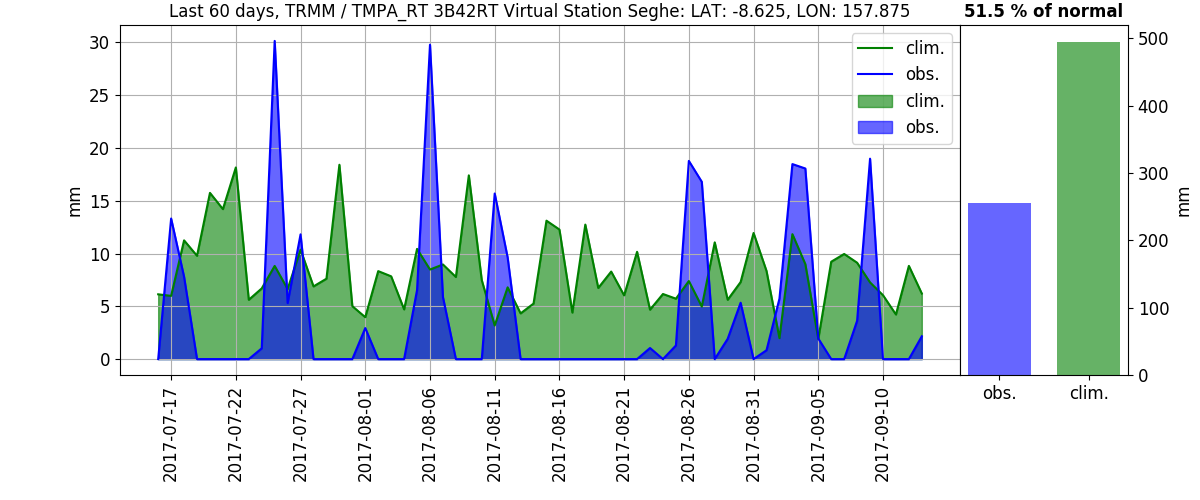 Last 60 days, TRMM / TMPA_RT 3B42RT Virtual Station Seghe: LAT: -8.625, LON: 157.875
51.5 % of normal
mm
30
25
20
15
10
5
0
clim.
obs.
clim.
obs.
2017-07-17
2017-07-22
2017-07-27
2017-08-01
2017-08-06
2017-08-11
2017-08-16
2017-08-21
2017-08-26
2017-08-31
2017-09-05
2017-09-10
500
400
300
200
100
0
mm
obs.
clim.